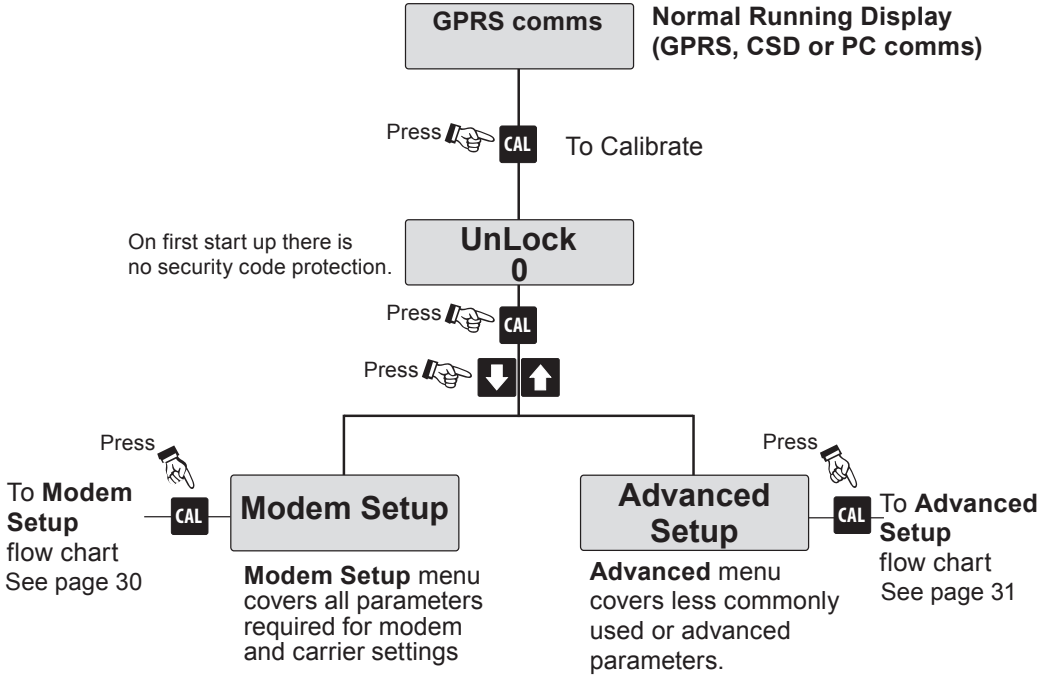 GPRS comms
Normal Running Display
(GPRS, CSD or PC comms)
Press CAL To Calibrate
On first start up there is
no security code protection.
UnLock
0
Press CAL
Press
Press
To Modem
Setup
flow chart
See page 30
CAL
Modem Setup
Modem Setup menu
covers all parameters
required for modem
and carrier settings
Advanced
Setup
Advanced menu
covers less commonly
used or advanced
parameters.
Press
CAL
To Advanced
Setup
flow chart
See page 31